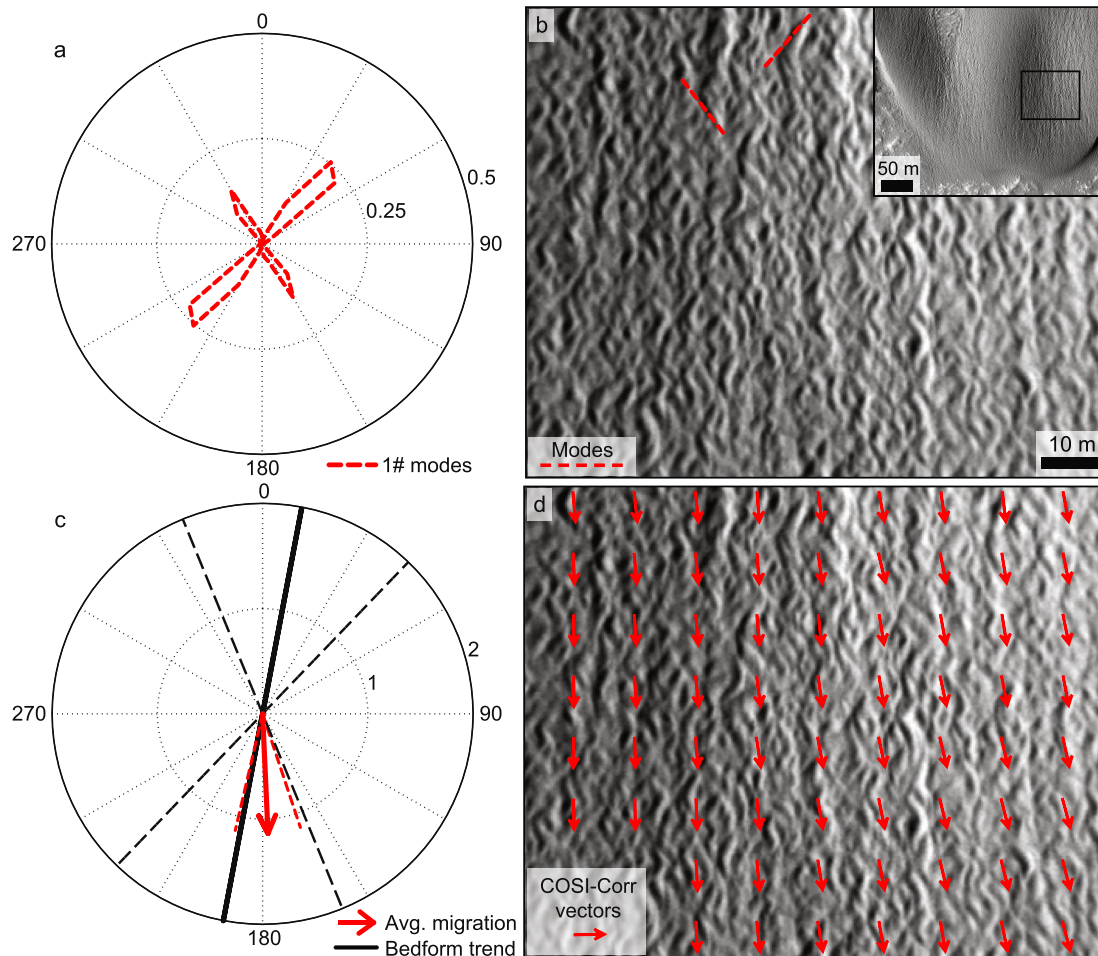 a
0
0.5
0.25
270
90
180
1# modes
b
50 m
Modes
10 m
c
0
2
1
270
90
180
Avg. migration
Bedform trend
d
COSI-Corr
vectors